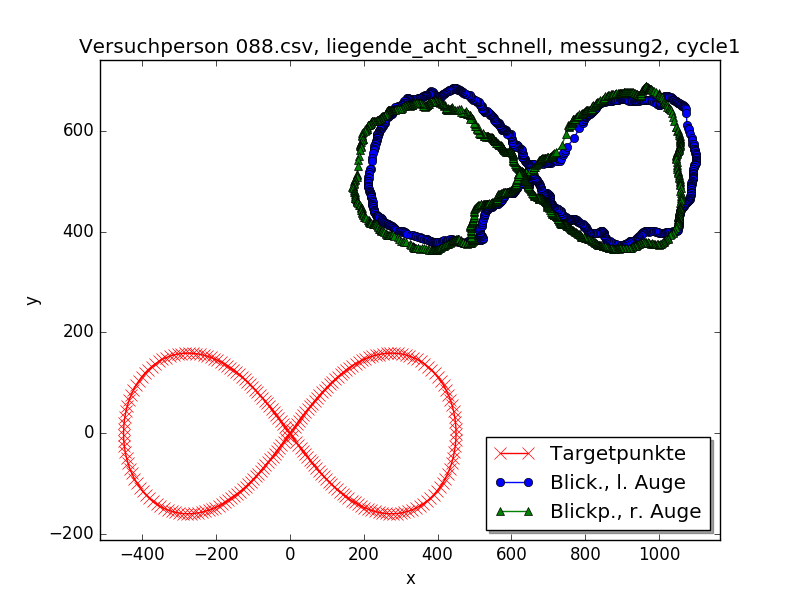 Versuchperson 088.csv, liegende_acht_schnell, messung2, cycle1
600
400
y
200
0
−200
Targetpunkte
Blick., l. Auge
Blickp., r. Auge
−400 −200 0 200 400 600 800 1000
x